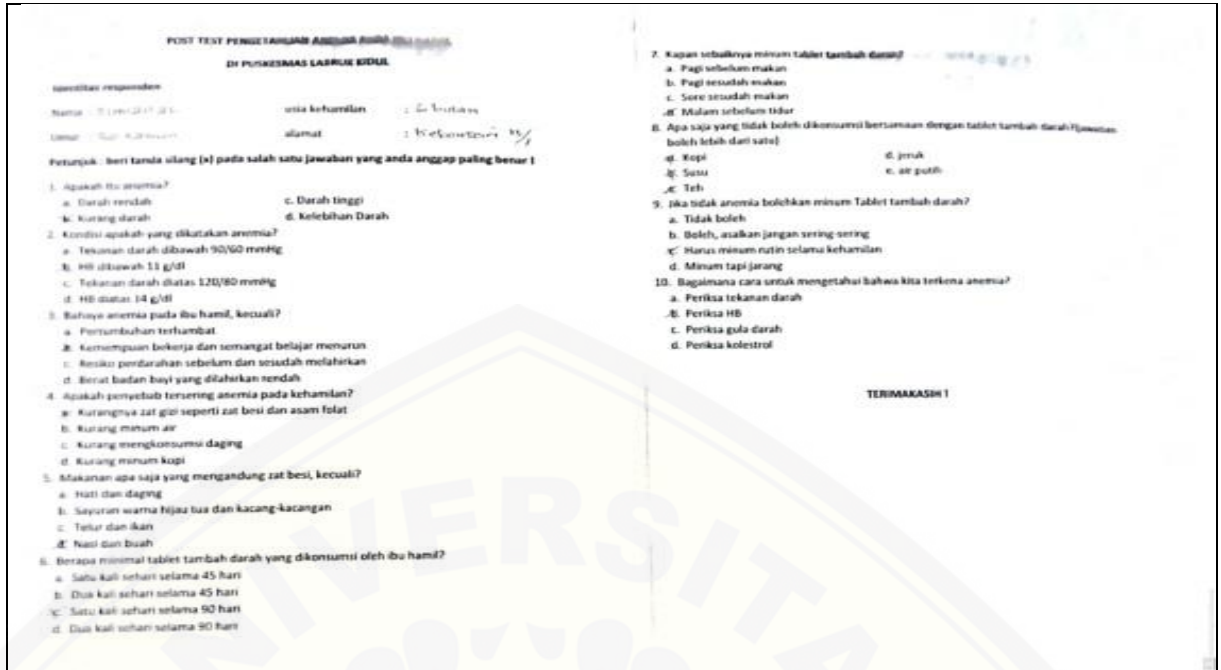 POST TEST PENGETAHUAN ANEMIA
DI PUSKESMAS LABRUK KIDUL
Identitas responden
Nama :
usia kehamilan :
Umur :
alamat :
Petunjuk : beri tanda silang (x) pada salah satu jawaban yang anda anggap paling benar !
1. Apakah itu anemia?
a. Darah rendah
c. Darah tinggi
b. Kurang darah
d. Kelebihan Darah
2. Kondisi apakah yang dikatakan anemia?
a. Tekanan darah dibawah 90/60 mmHg
b. HB dibawah 11 g/dl
c. Tekanan darah diatas 120/80 mmHg
d. HB diatas 14 g/dl
3. Bahaya anemia pada ibu hamil, kecuali?
a. Pertumbuhan terhambat
b. Kemempuan bekerja dan semangat belajar menurun
c. Resiko perdarahan sebelum dan sesudah melahirkan
d. Berat badan bayi yang dilahirkan rendah
4. Apakah penyebab tersering anemia pada kehamilan?
a. Kurangnya zat gizi seperti zat besi dan asam folat
b. Kurang minum air
c. Kurang mengkonsumsi daging
d. Kurang minum kopi
5. Makanan apa saja yang mengandung zat besi, kecuali?
a. Hati dan daging
b. Sayuran warna hijau tua dan kacang-kacangan
c. Telur dan ikan
d. Nasi dan buah
6. Berapa minimal tablet tambah darah yang dikonsumsi oleh ibu hamil?
a. Satu kali sehari selama 45 hari
b. Dua kali sehari selama 45 hari
c. Satu kali sehari selama 90 hari
d. Dua kali sehari selama 90 hari
7. Kapan sebaiknya minum tablet tambah darah?
a. Pagi sebelum makan
b. Pagi sesudah makan
c. Sore sesudah makan
d. Malam sebelum tidur
8. Apa saja yang tidak boleh dikonsumsi bersamaan dengan tablet tambah darah?(jawaban
boleh lebih dari satu)
a. Kopi
d. jeruk
b. Susu
e. air putih
c. Teh
9. Jika tidak anemia bolehkan minum Tablet tambah darah?
a. Tidak boleh
b. Boleh, asalkan jangan sering-sering
c. Harus minum rutin selama kehamilan
d. Minum tapi jarang
10. Bagaimana cara untuk mengetahui bahwa kita terkena anemia?
a. Periksa tekanan darah
b. Periksa HB
c. Periksa gula darah
d. Periksa kolestrol
TERIMAKASIH !